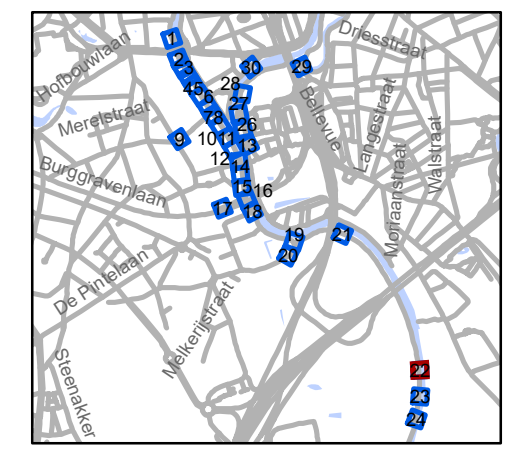 1
Driesstraat
Hofbouwlaan
2
3
30
29
28
4
5
6
27
Bellevue
Langestraat
Merelstraat
7
8
26
9
10
11
13
Walstraat
12
14
Burggravenlaan
15
16
17
18
Moriaanstraat
19
21
20
De Pintelaan
Melkerijstraat
Steenakker
22
23
24